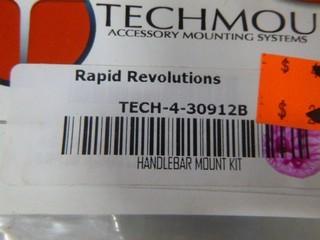 TECHMOU
ACCESSORY MOUNTING SYSTEMS
Rapid Revolutions
$ $
TECH-4-30912B
HANDLEBAR MOUNT KIT